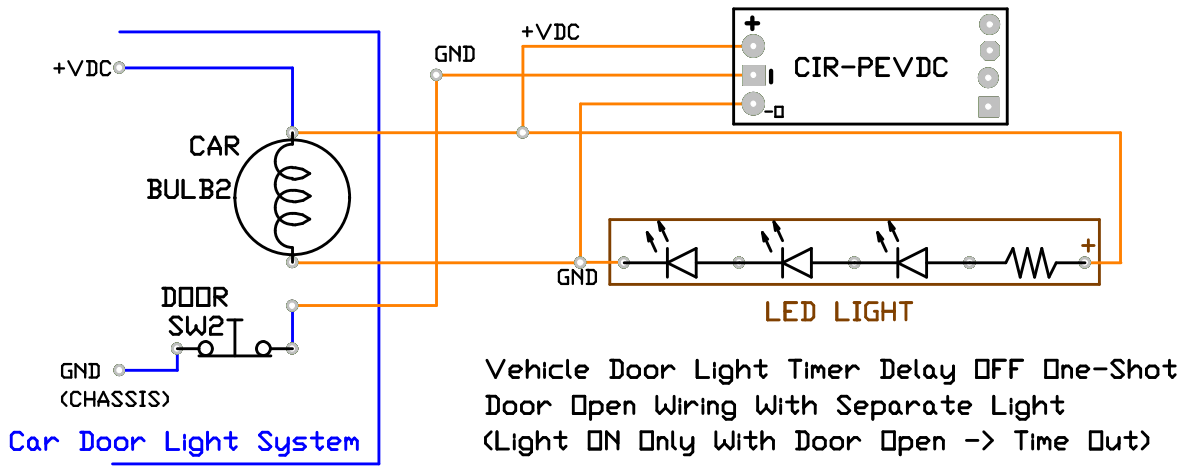 +VDC
GND
+
CIR-PEVDC
-
-O
+VDC
CAR
BULB2
+
GND
LED LIGHT
DOOR
SW2
GND
(CHASSIS)
Vehicle Door Light Timer Delay OFF One-Shot
Door Open Wiring With Separate Light
(Light ON Only With Door Open -> Time Out)
Car Door Light System